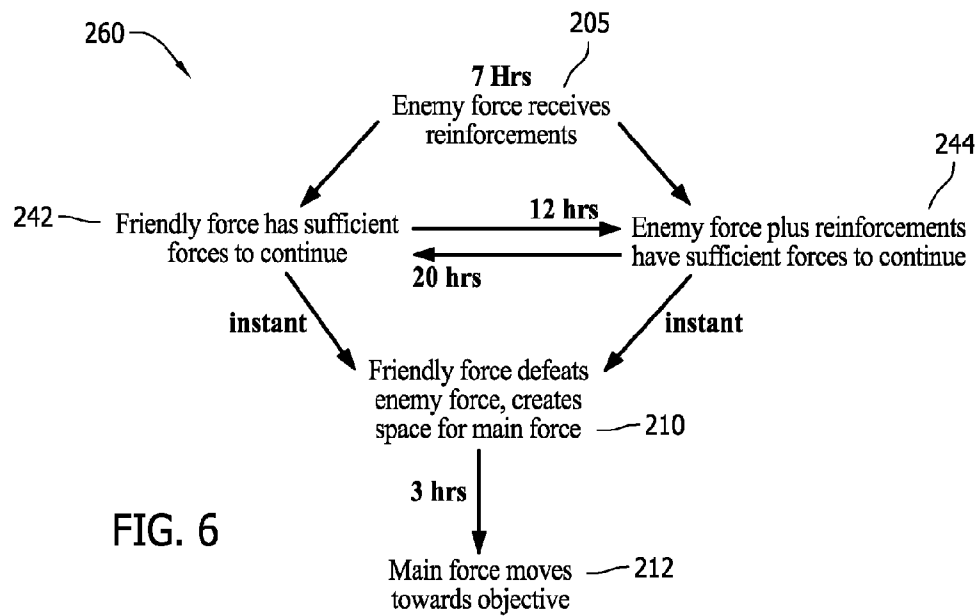 260
205
7 Hrs
Enemy force receives
reinforcements
244
242
Friendly force has sufficient
forces to continue
12 hrs
20 hrs
Enemy force plus reinforcements
have sufficient forces to continue
instant
instant
Friendly force defeats
enemy force, creates
space for main force
210
3 hrs
FIG. 6
Main force moves
towards objective
212